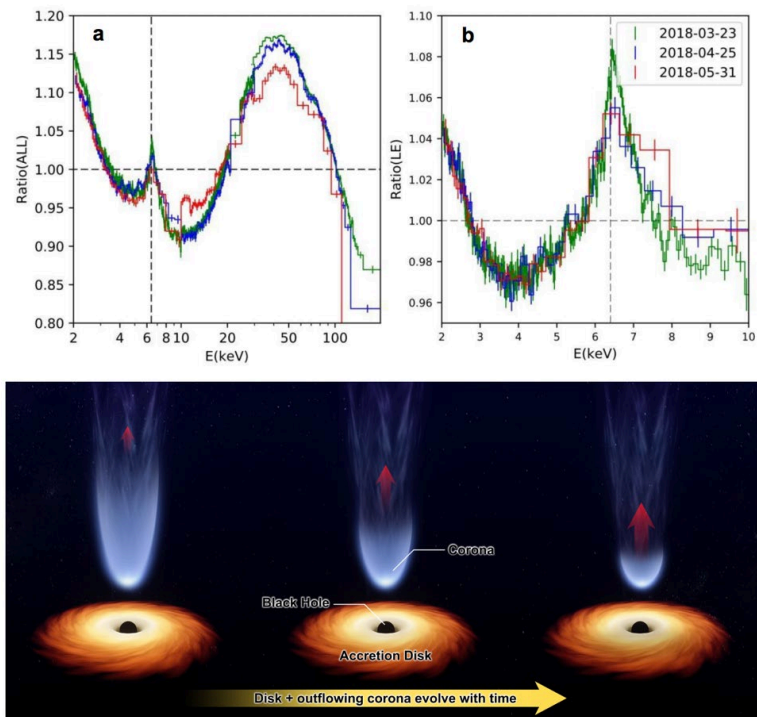 a
1.20
1.15
1.10
1.05
1.00
0.95
0.90
0.85
0.80
Ratio(ALL)
2 4 6 8 10 20 50 100
E(keV)
b
2018-03-23
2018-04-25
2018-05-31
1.10
1.08
1.06
1.04
1.02
1.00
0.98
0.96
Ratio(LE)
2 3 4 5 6 7 8 9 10
E(keV)
Corona
Black Hole
Accretion Disk
Disk + outflowing corona evolve with time